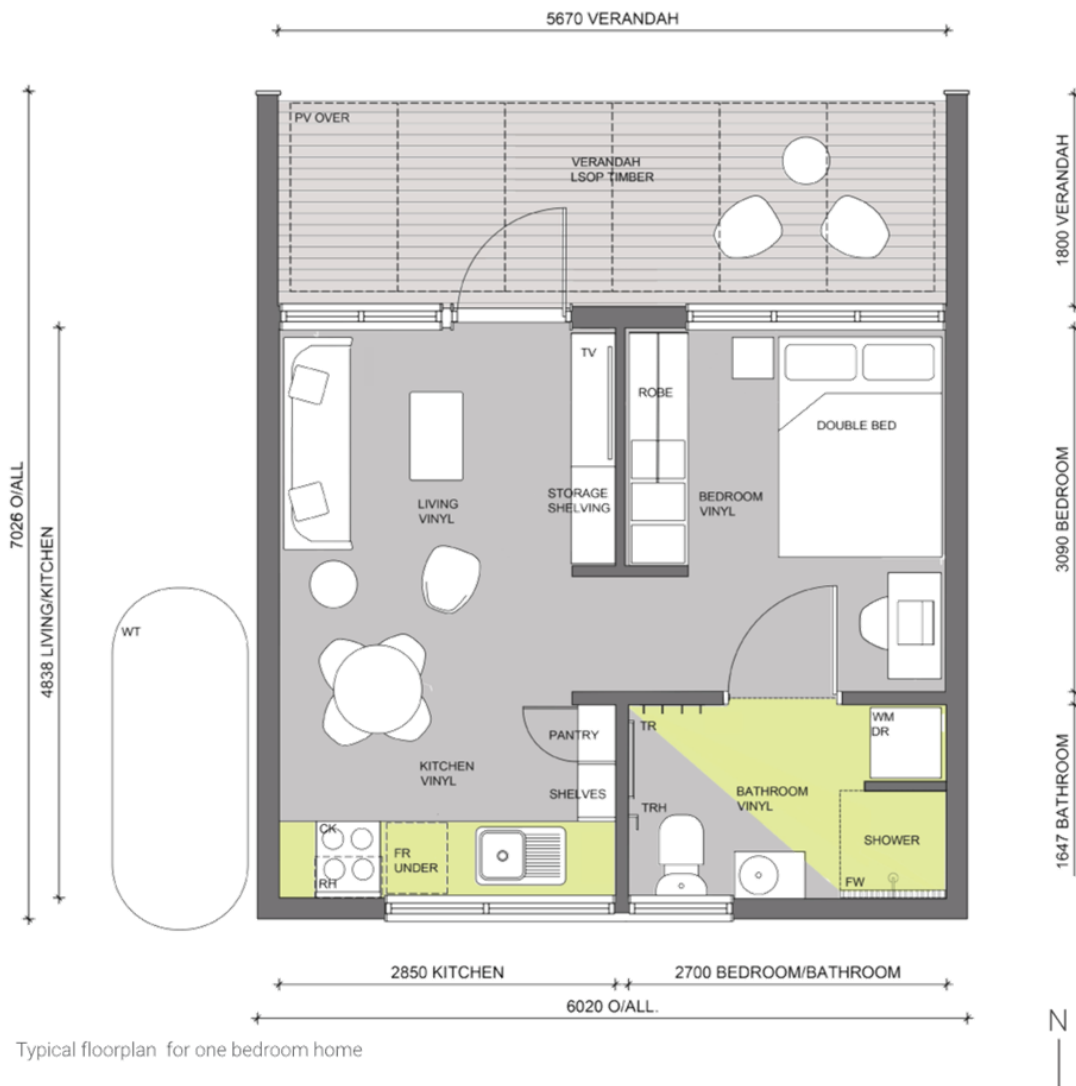 5670 VERANDAH
PV OVER
VERANDAH
LSOP TIMBER
1800 VERANDAH
TV
ROBE
DOUBLE BED
7026 O/ALL
4838 LIVING/KITCHEN
LIVING
VINYL
STORAGE
SHELVING
BEDROOM
VINYL
3090 BEDROOM
WT
PANTRY
TR
WM
DR
KITCHEN
VINYL
SHELVES
TRH
BATHROOM
VINYL
1647 BATHROOM
CK
FR
UNDER
RH
SHOWER
FW
2850 KITCHEN
2700 BEDROOM/BATHROOM
6020 O/ALL.
N
Typical floorplan for one bedroom home